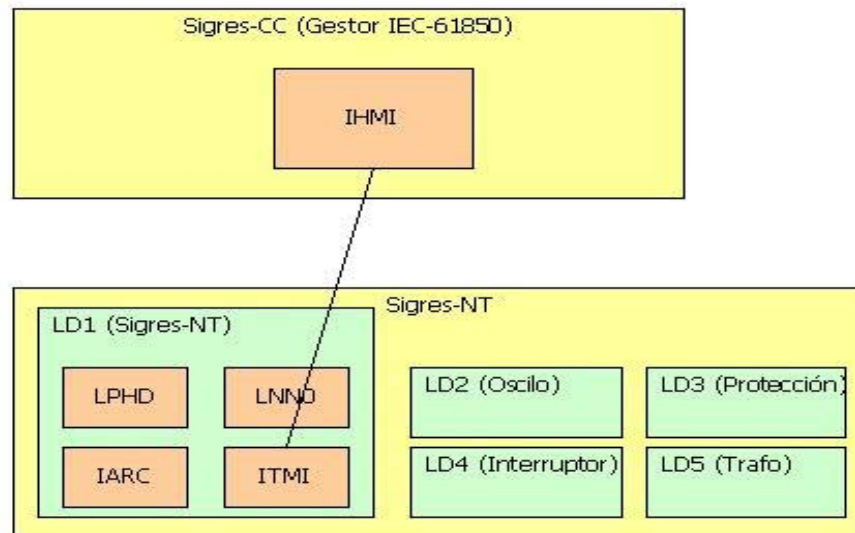 Sigres-CC (Gestor IEC-61850)
IHMI
Sigres-NT
LD1 (Sigres-NT)
LPHD
LNN0
IARC
ITMI
LD2 (Oscilo)
LD3 (Protección)
LD4 (Interruptor)
LD5 (Trafo)